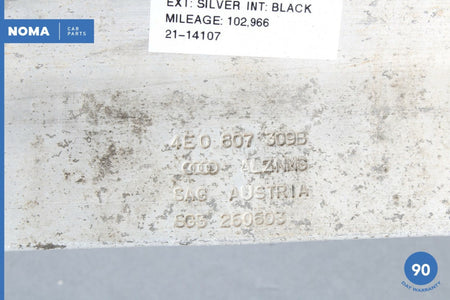 NOMA CAR PARTS
EXT: SILVER INT: BLACK
MILEAGE: 102,966
21-14107
4E0 807 309B
SAG AUSTRIA
90
DAY WARRANTY